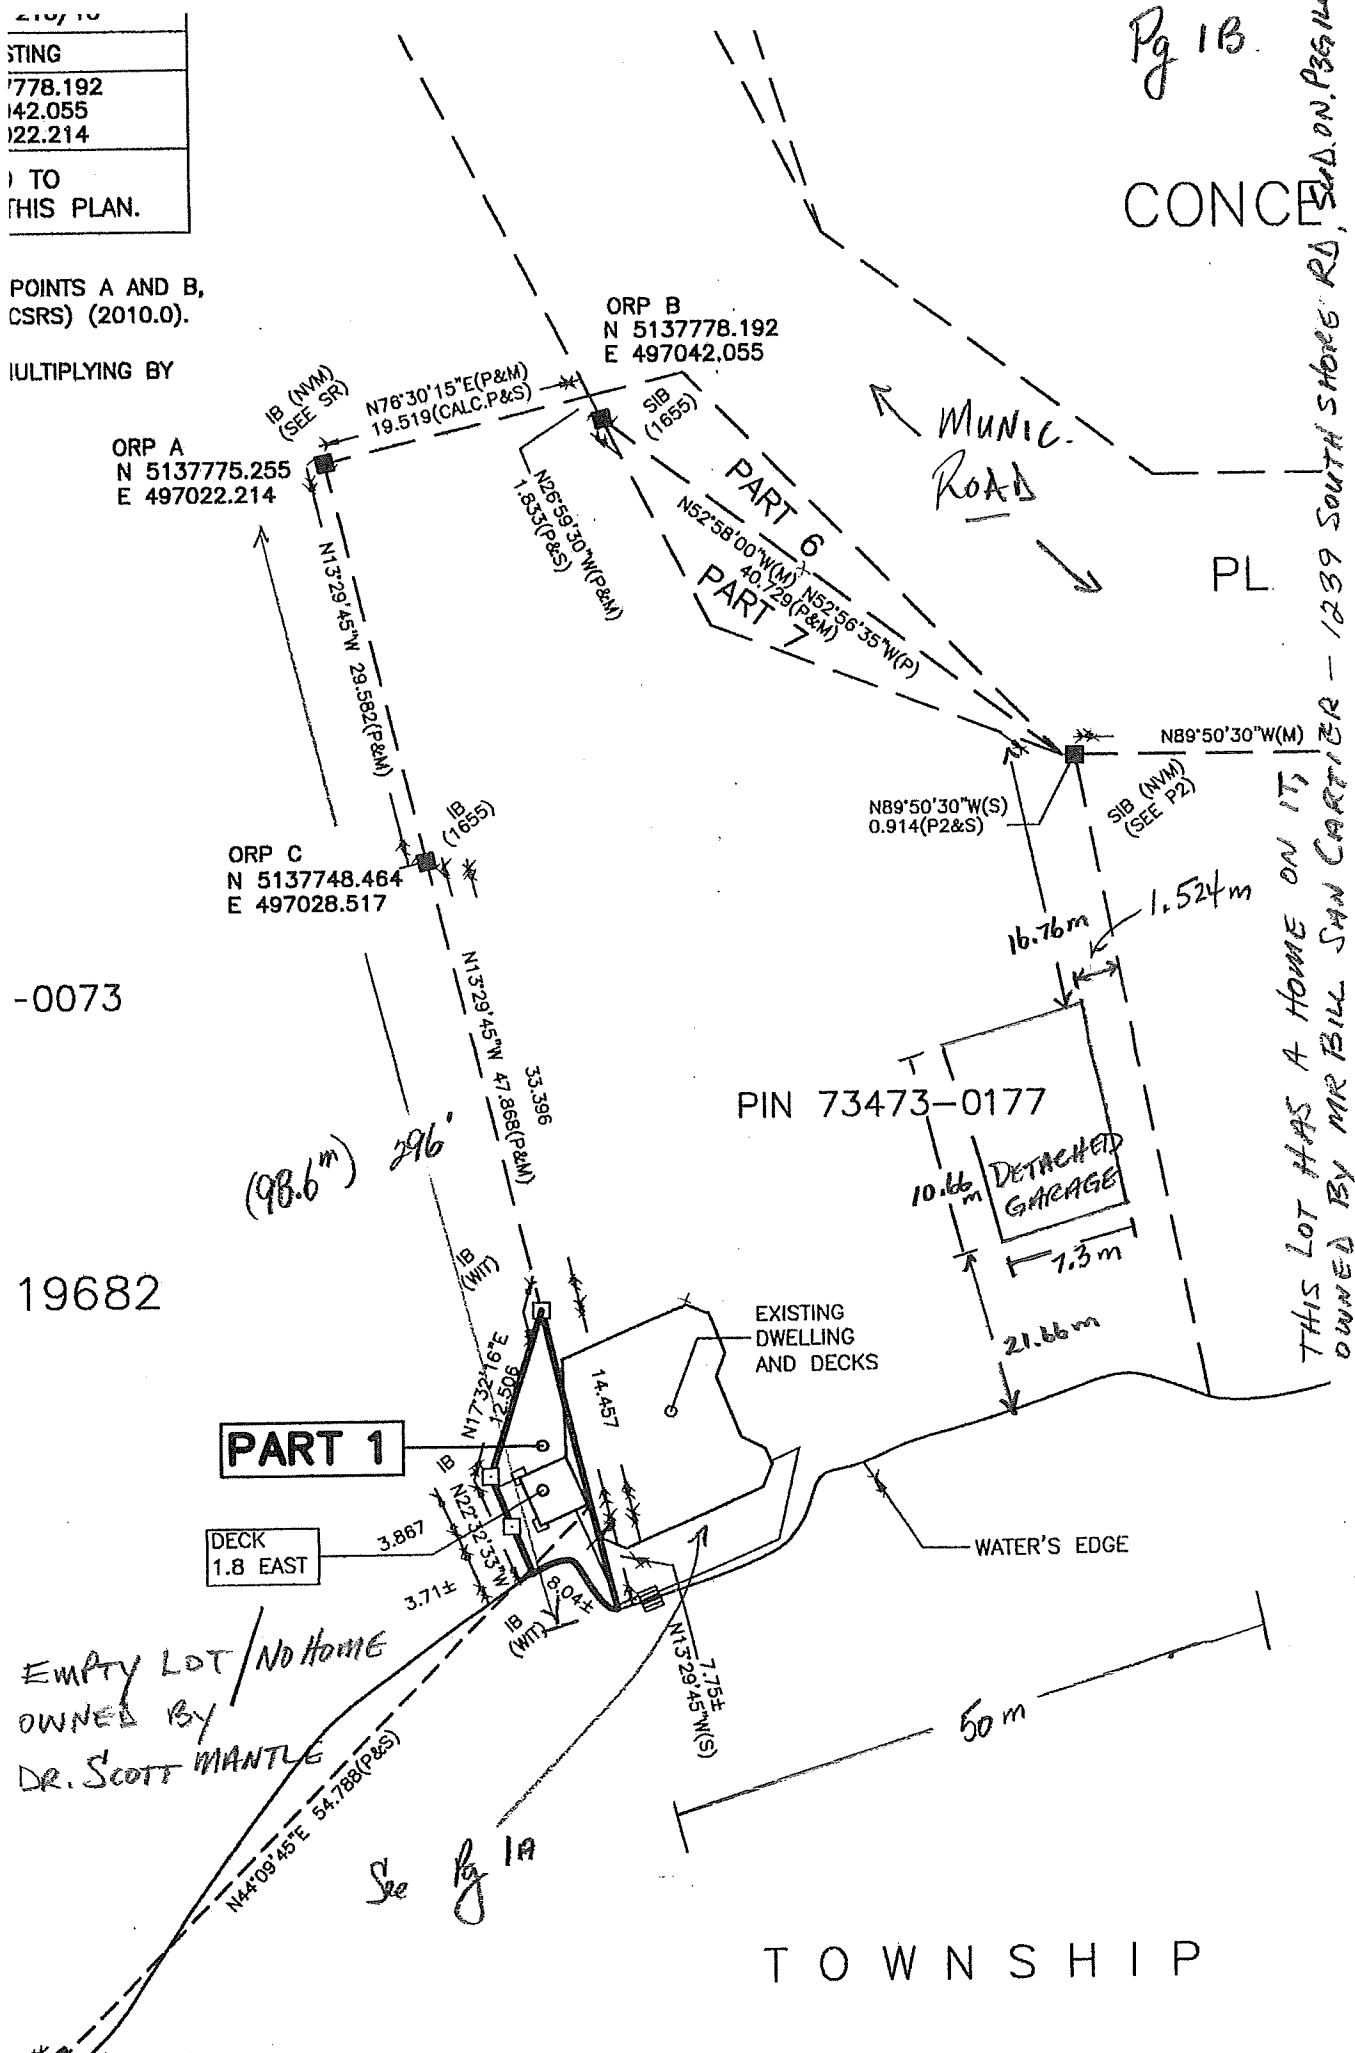 STING
7778.192
042.055
022.214
TO
THIS PLAN.
POINTS A AND B,
CSRS) (2010.0).
MULTIPLYING BY
Pg 1B.
CONCE
ORP B
N 5137778.192
E 497042.055
IB (NVM)
(SEE SR)
N76°30'15"E(P&M)
19.519(CALC.P&S)
SIB
(1655)
ORP A
N 5137775.255
E 497022.214
MUNIC.
ROAD
N26°59'30"W(P&M)
1.833(P&S)
PART 6
N52°58'00"W(M) N52°56'35"W(P)
40.729(P&M)
PART 7
PL
N13°29'45"W 29.582(P&M)
N89°50'30"W(M)
SIB (NVM)
(SEE P2)
N89°50'30"W(S)
0.914(P2&S)
IB
(1655)
ORP C
N 5137748.464
E 497028.517
1.524m
16.76m
-0073
N13°29'45"W 47.868(P&M)
33.396
PIN 73473-0177
(98.6m) 296'
10.66
m
DETACHED
GARAGE
7.3m
21.66m
19682
IB
(WIT)
EXISTING
DWELLING
AND DECKS
N17°32'16"E
12.506
14.457
PART 1
IB
N22°32'33"W
DECK
1.8 EAST
3.867
3.71±
8.04±
IB
(WIT)
WATER'S EDGE
7.75±
N13°29'45"W(S)
EMPTY LOT / NO HOME
OWNED BY
DR. SCOTT MANTLE
50m
N44°09'45"E 54.788(P&S)
See Pg 1A
TOWNSHIP
THIS LOT HAS A HOME ON IT,
OWNED BY MR BILL SAN CARTIER - 1239 SOUTH SHORE RD, SUD.ON.